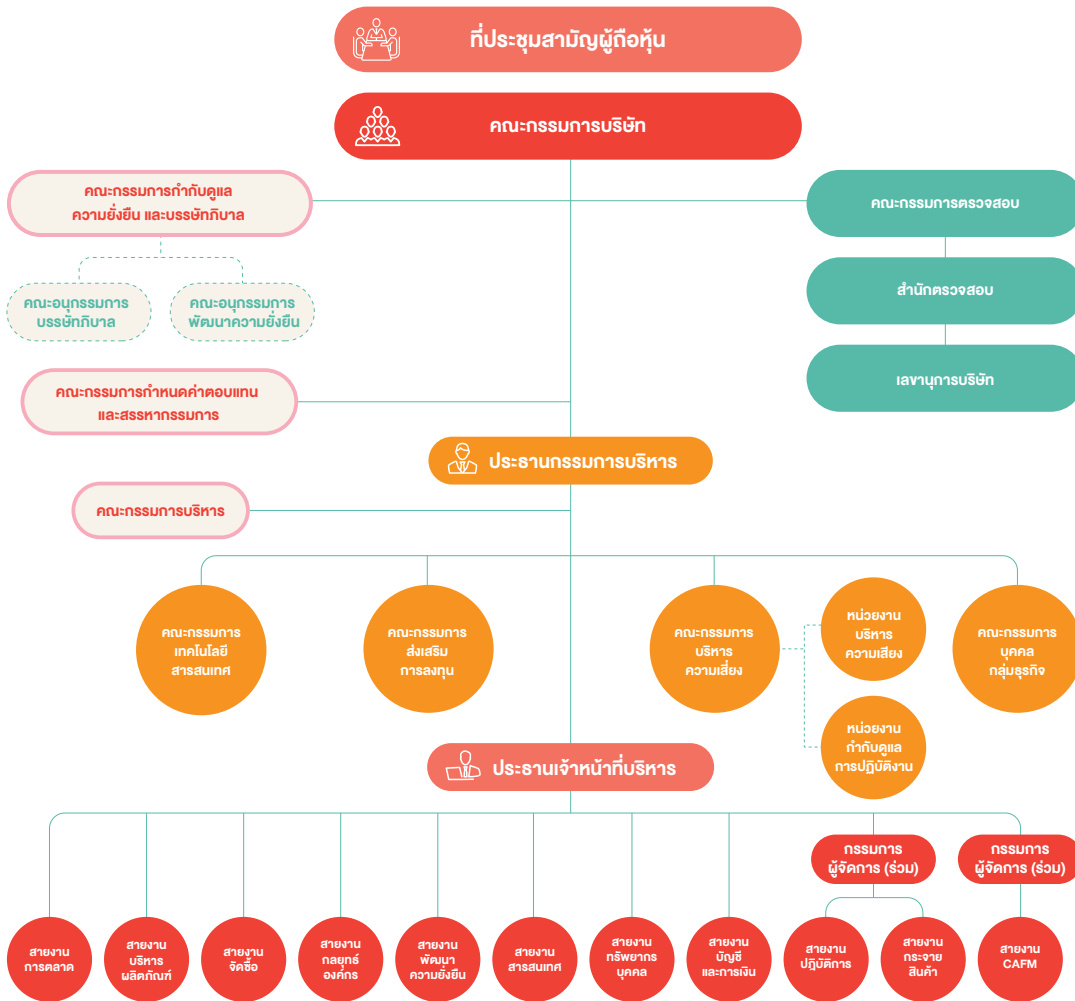 ที่ประชุมสามัญผู้ถือหุ้น
คณะกรรมการบริษัท
คณะกรรมการกำกับดูแล
ความยั่งยืน และบรรษัทภิบาล
คณะกรรมการตรวจสอบ
คณะอนุกรรมการ
บรรษัทภิบาล
คณะอนุกรรมการ
พัฒนาความยั่งยืน
สำนักตรวจสอบ
เลขานุการบริษัท
คณะกรรมการกำหนดค่าตอบแทน
และสรรหากรรมการ
ประธานกรรมการบริหาร
คณะกรรมการบริหาร
คณะกรรมการ
เทคโนโลยี
สารสนเทศ
คณะกรรมการ
ส่งเสริม
การลงทุน
คณะกรรมการ
บริหาร
ความเสี่ยง
หน่วยงาน
บริหาร
ความเสี่ยง
หน่วยงาน
กำกับดูแล
การปฏิบัติงาน
คณะกรรมการ
บุคคล
กลุ่มธุรกิจ
ประธานเจ้าหน้าที่บริหาร
กรรมการ
ผู้จัดการ (ร่วม)
กรรมการ
ผู้จัดการ (ร่วม)
สายงาน
การตลาด
สายงาน
บริหาร
ผลิตภัณฑ์
สายงาน
จัดซื้อ
สายงาน
กลยุทธ์
องค์กร
สายงาน
พัฒนา
ความยั่งยืน
สายงาน
สารสนเทศ
สายงาน
ทรัพยากร
บุคคล
สายงาน
บัญชี
และการเงิน
สายงาน
ปฏิบัติการ
สายงาน
กระจาย
สินค้า
สายงาน
CAFM